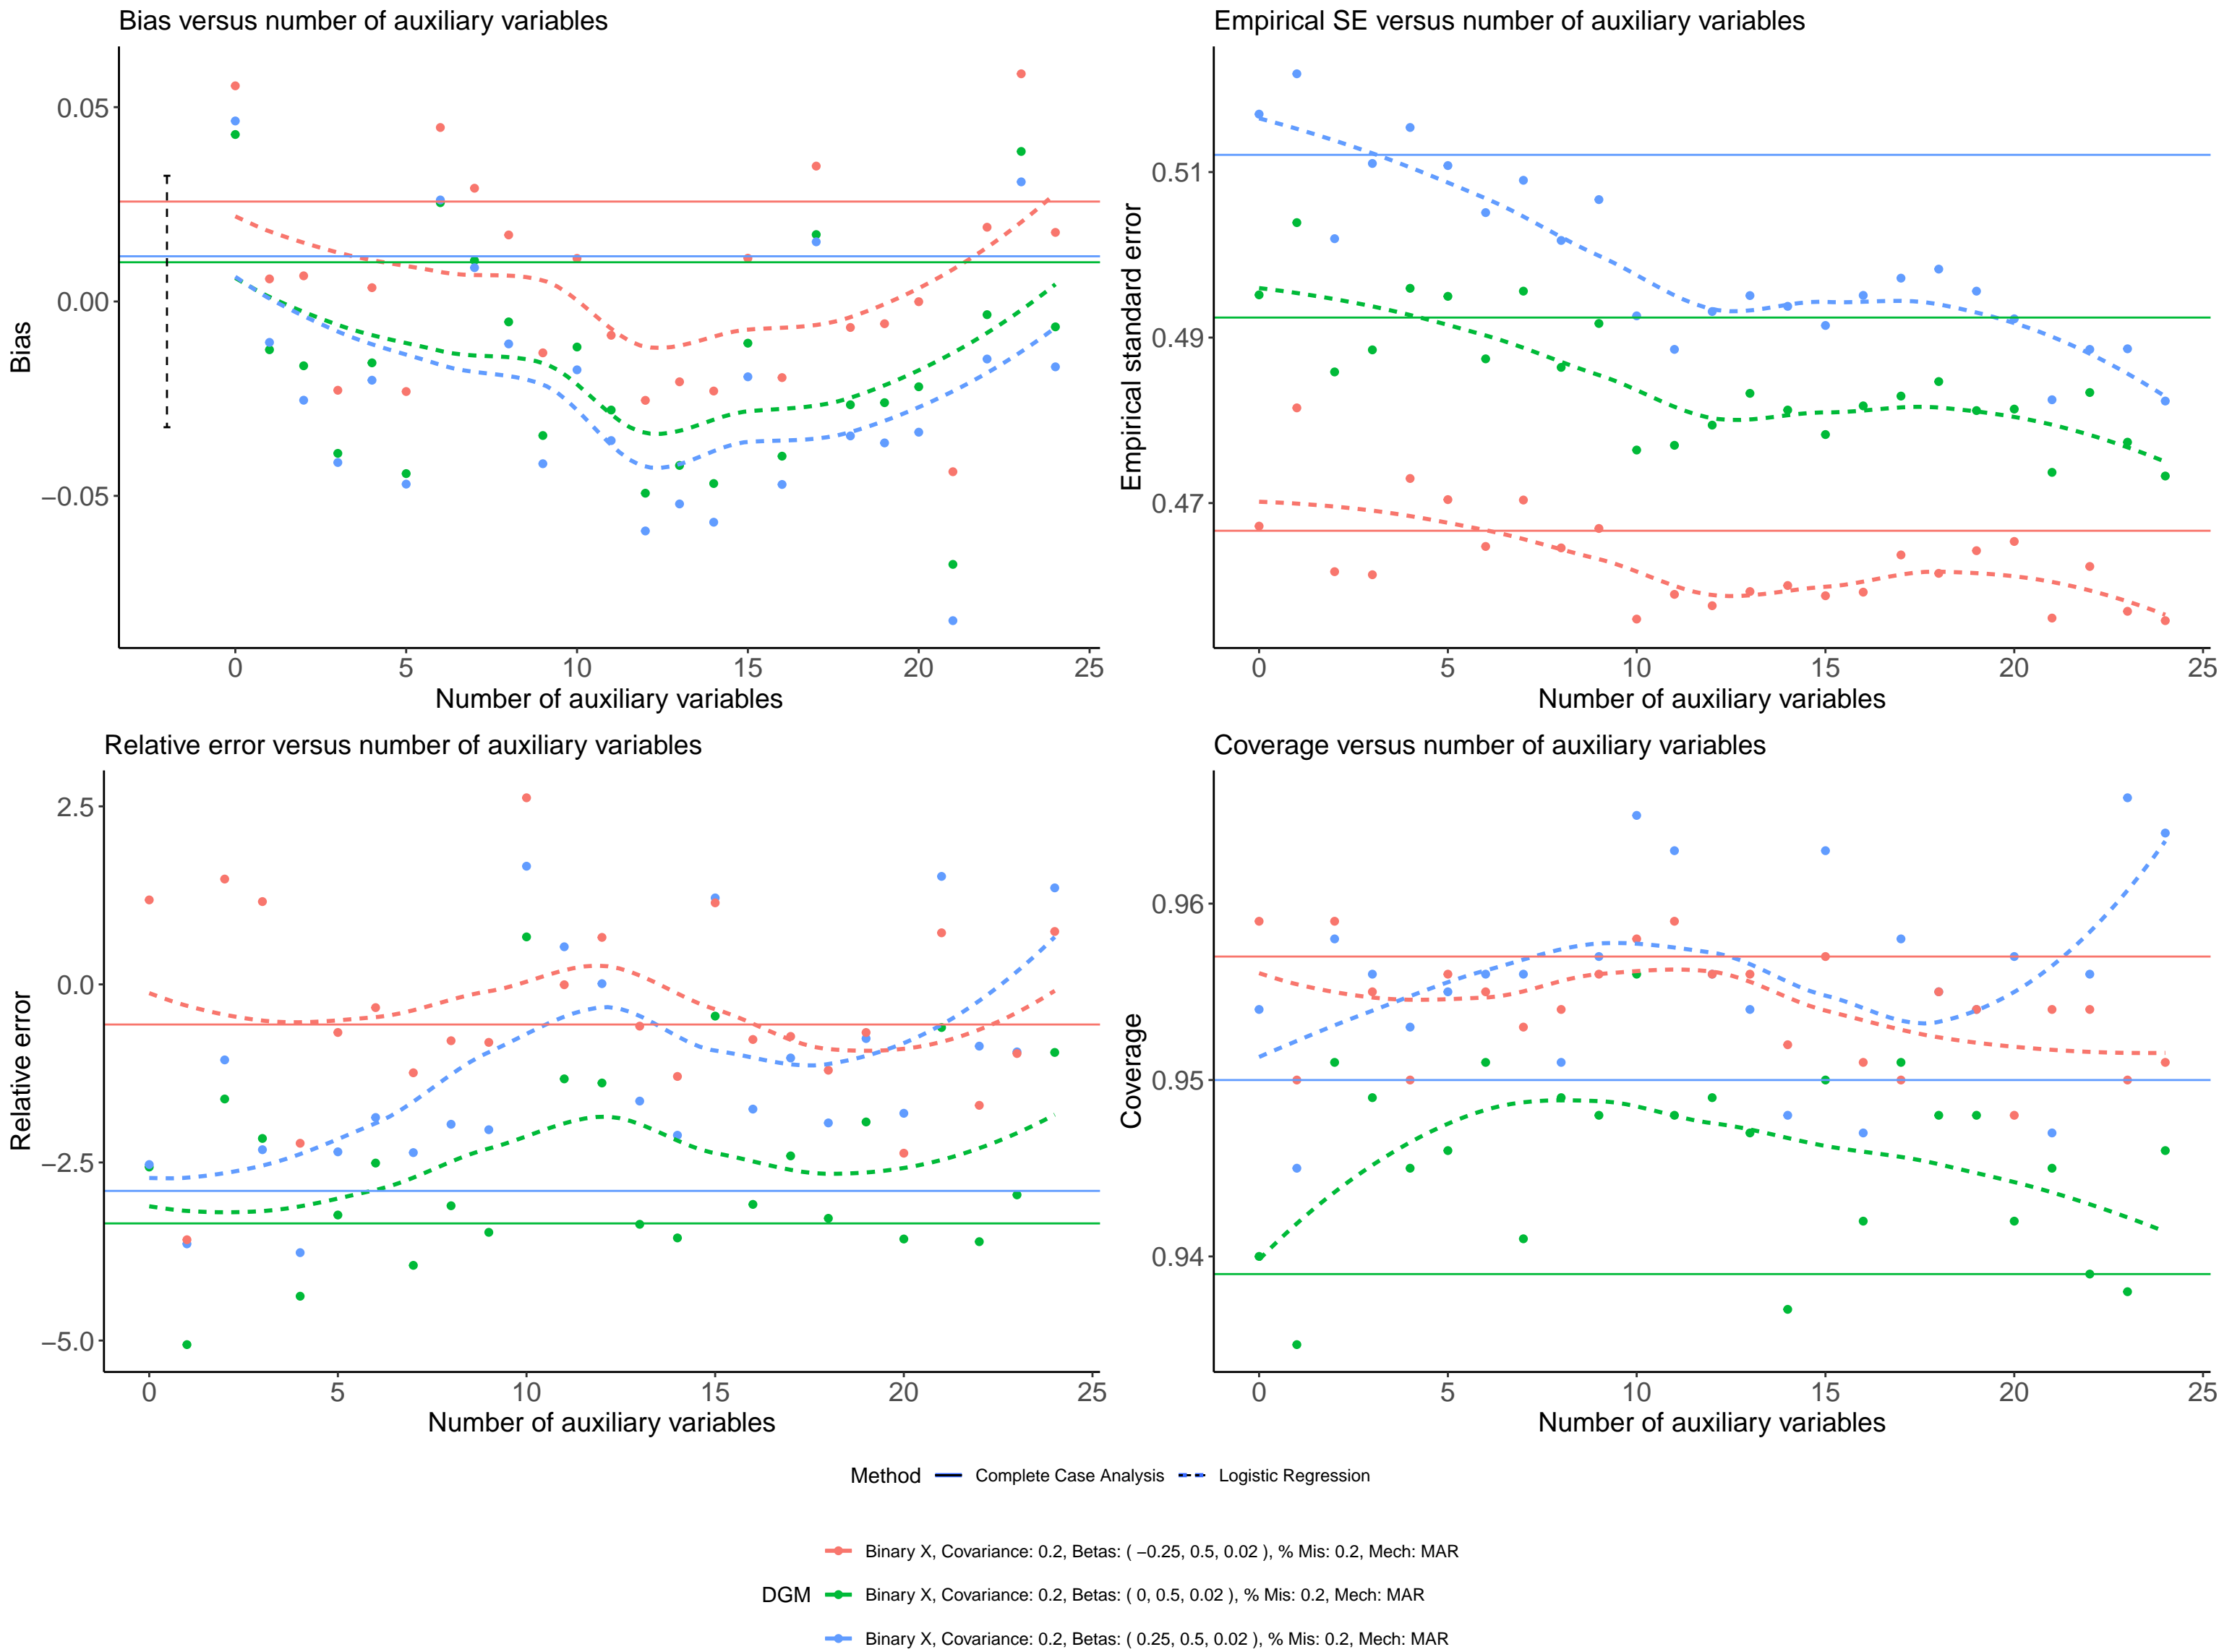 Bias versus number of auxiliary variables
0.05
0.00
−0.05
Bias
0 5 10 15 20 25
Number of auxiliary variables
Empirical SE versus number of auxiliary variables
0.51
0.49
0.47
Empirical standard error
0 5 10 15 20 25
Number of auxiliary variables
Relative error versus number of auxiliary variables
2.5
0.0
−2.5
−5.0
Relative error
0 5 10 15 20 25
Number of auxiliary variables
Coverage versus number of auxiliary variables
0.96
0.95
0.94
Coverage
0 5 10 15 20 25
Number of auxiliary variables
Method Complete Case Analysis Logistic Regression
Binary X, Covariance: 0.2, Betas: ( −0.25, 0.5, 0.02 ), % Mis: 0.2, Mech: MAR
DGM Binary X, Covariance: 0.2, Betas: ( 0, 0.5, 0.02 ), % Mis: 0.2, Mech: MAR
Binary X, Covariance: 0.2, Betas: ( 0.25, 0.5, 0.02 ), % Mis: 0.2, Mech: MAR